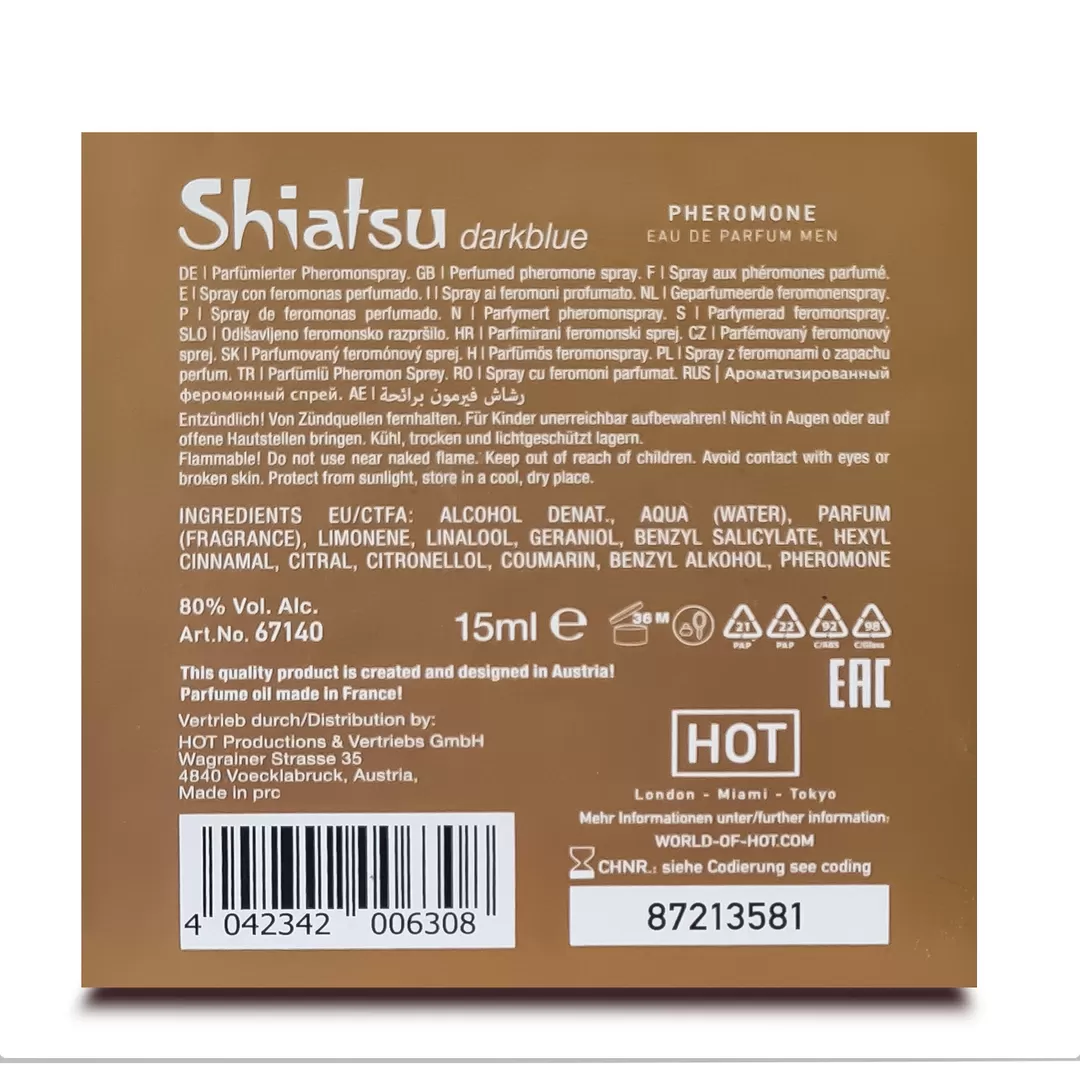 Shiatsu darkblue
PHEROMONE
EAU DE PARFUM MEN
DE I Parfümierter Pheromonspray. GB I Perfumed pheromone spray. F I Spray aux phéromones parfumé.
E I Spray con feromonas perfumado. I I Spray ai feromoni profumato. NL I Geparfumeerde feromonenspray.
P I Spray de feromonas perfumado. N I Parfymert pheromonspray. S I Parfymerad feromonspray.
SLO I Odišavljeno feromonsko razpršilo. HR I Parfimirani feromonski sprej. CZ I Parfémovaný feromonový
sprej. SK I Parfumovaný feromónový sprej. H I Parfümös feromonspray. PL I Spray z feromonami o zapachu
perfum. TR I Parfümlü Pheromon Sprey. RO I Spray cu feromoni parfumat. RUS | Ароматизированный
феромонный спрей. AE I رشاش فيرمون برائحة
Entzündlich! Von Zündquellen fernhalten. Für Kinder unerreichbar aufbewahren! Nicht in Augen oder auf
offene Hautstellen bringen. Kühl, trocken und lichtgeschützt lagern.
Flammable! Do not use near naked flame. Keep out of reach of children. Avoid contact with eyes or
broken skin. Protect from sunlight, store in a cool, dry place.
INGREDIENTS EU/CTFA: ALCOHOL DENAT., AQUA (WATER), PARFUM
(FRAGRANCE), LIMONENE, LINALOOL, GERANIOL, BENZYL SALICYLATE, HEXYL
CINNAMAL, CITRAL, CITRONELLOL, COUMARIN, BENZYL ALKOHOL, PHEROMONE
80% Vol. Alc.
Art.No. 67140
15ml e
36 M
21 22 92 98
PAP PAP C/ABS C/Glass
EAC
This quality product is created and designed in Austria!
Parfume oil made in France!
Vertrieb durch/Distribution by:
HOT Productions & Vertriebs GmbH
Wagrainer Strasse 35
4840 Voecklabruck, Austria,
Made in prc
HOT
London - Miami - Tokyo
Mehr Informationen unter/further information:
WORLD-OF-HOT.COM
CHNR.: siehe Codierung see coding
87213581
4 042342 006308